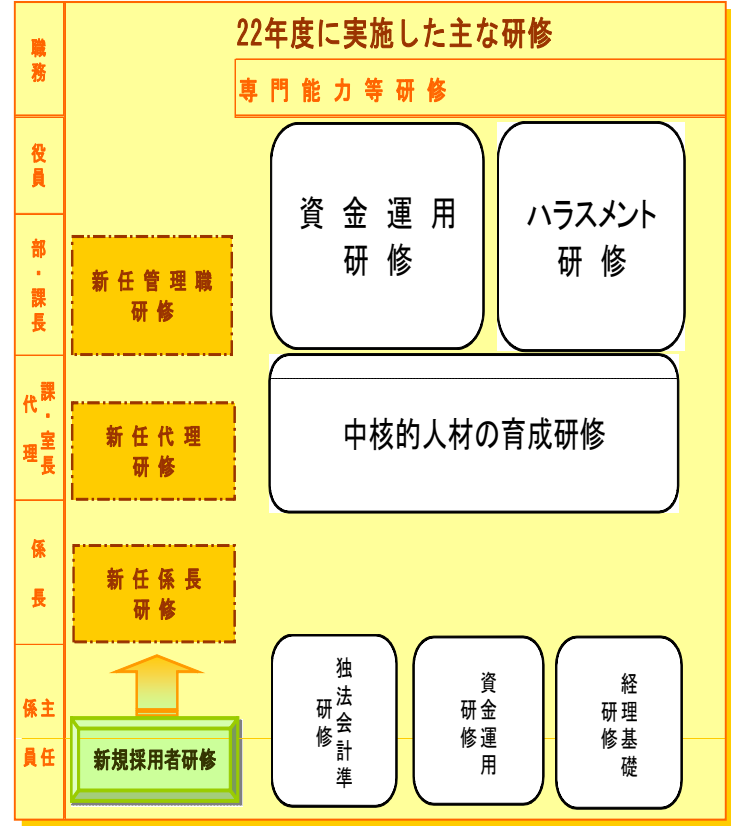 職務
22年度に実施した主な研修
専門能力等研修
役員
資金運用
研修
ハラスメント
研修
部・課長
新任管理職
研修
課・室長
代理
新任代理
研修
中核的人材の育成研修
係長
新任係長
研修
主任
係員
新規採用者研修
独法会計準
研修
資金運用
研修
経理基礎
研修